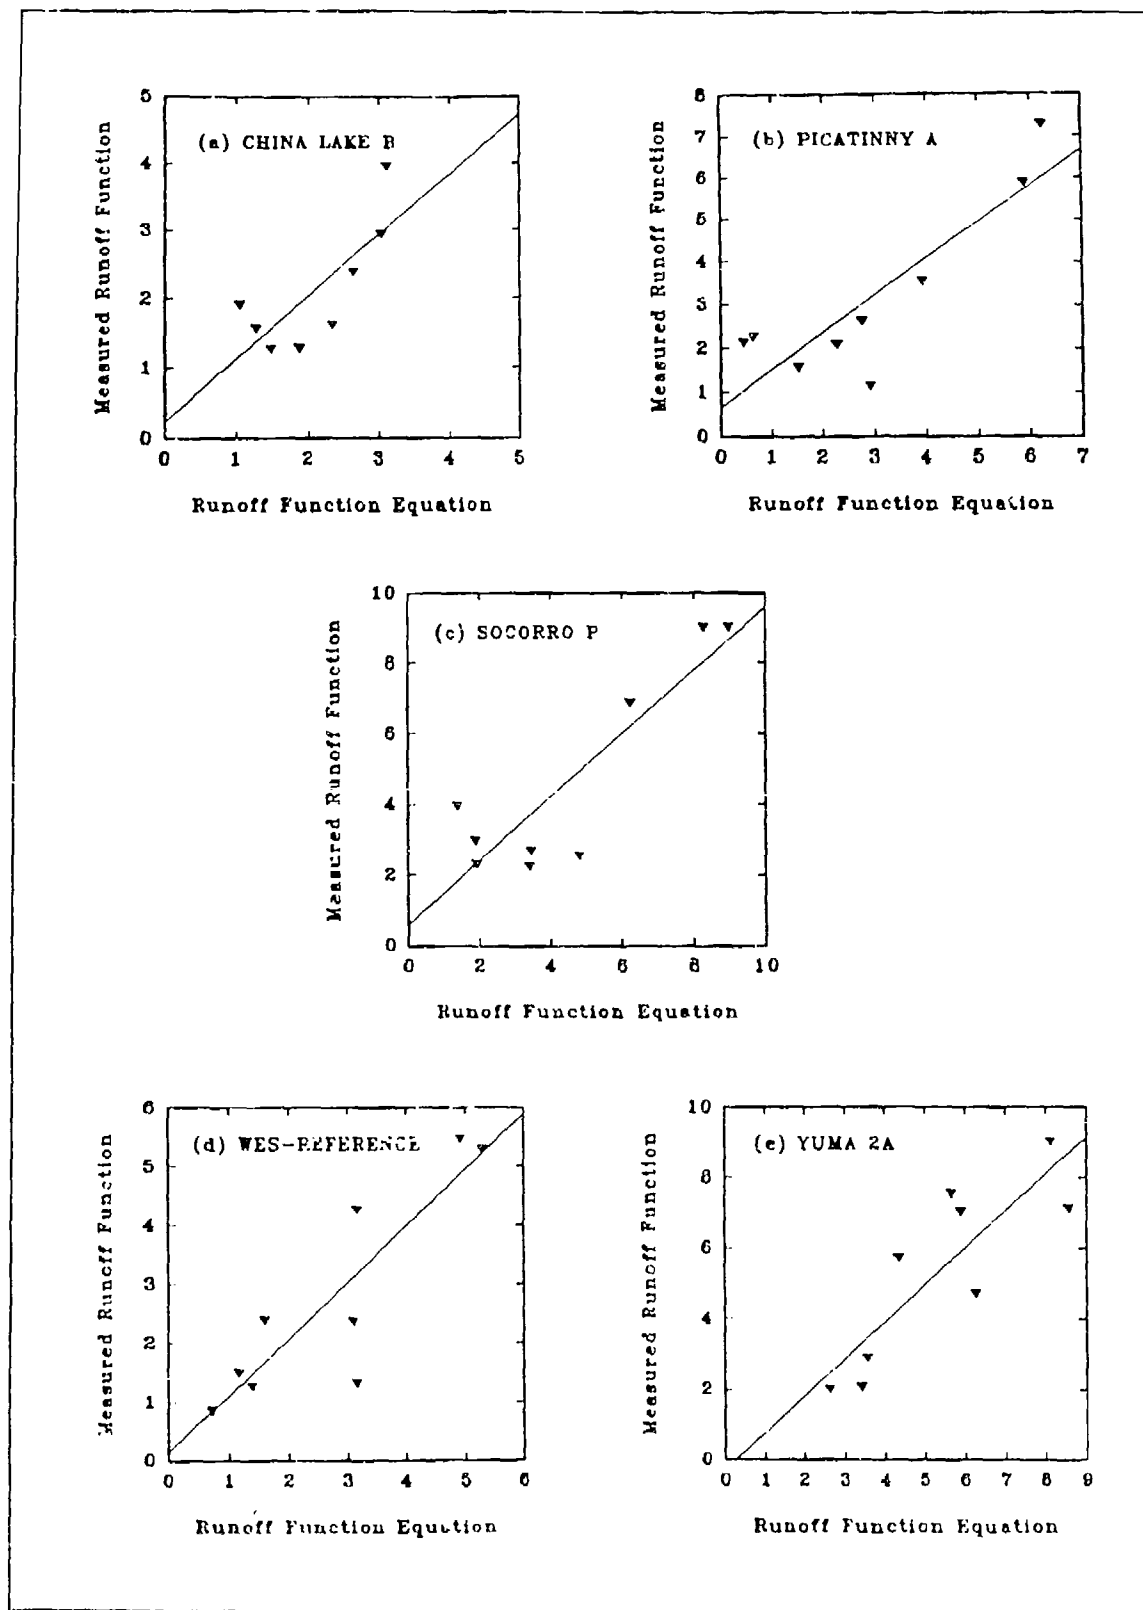 (a) CHINA LAKE B
Measured Runoff Function
5
4
3
2
1
0
0 1 2 3 4 5
Runoff Function Equation
(b) PICATINNY A
Measured Runoff Function
8
7
6
5
4
3
2
1
0
0 1 2 3 4 5 6 7
Runoff Function Equation
(c) SOCORRO P
Measured Runoff Function
10
8
6
4
2
0
0 2 4 6 8 10
Runoff Function Equation
(d) WES-REFERENCE
Measured Runoff Function
6
5
4
3
2
1
0
0 1 2 3 4 5 6
Runoff Function Equation
(e) YUMA 2A
Measured Runoff Function
10
8
6
4
2
0
0 1 2 3 4 5 6 7 8 9
Runoff Function Equation